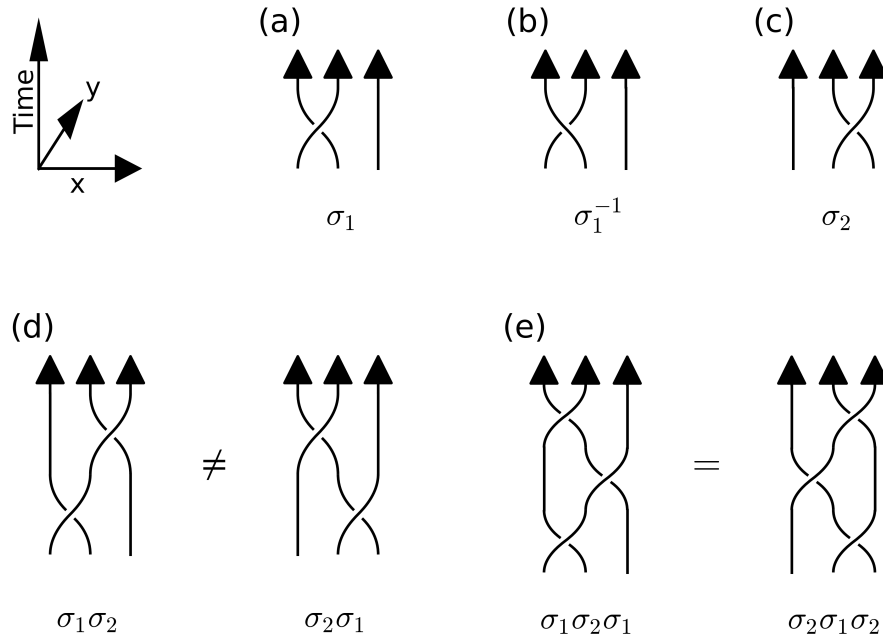 (a) (b) (c)
Time y x
σ₁ σ₁⁻¹ σ₂
(d) (e)
≠ =
σ₁σ₂ σ₂σ₁ σ₁σ₂σ₁ σ₂σ₁σ₂